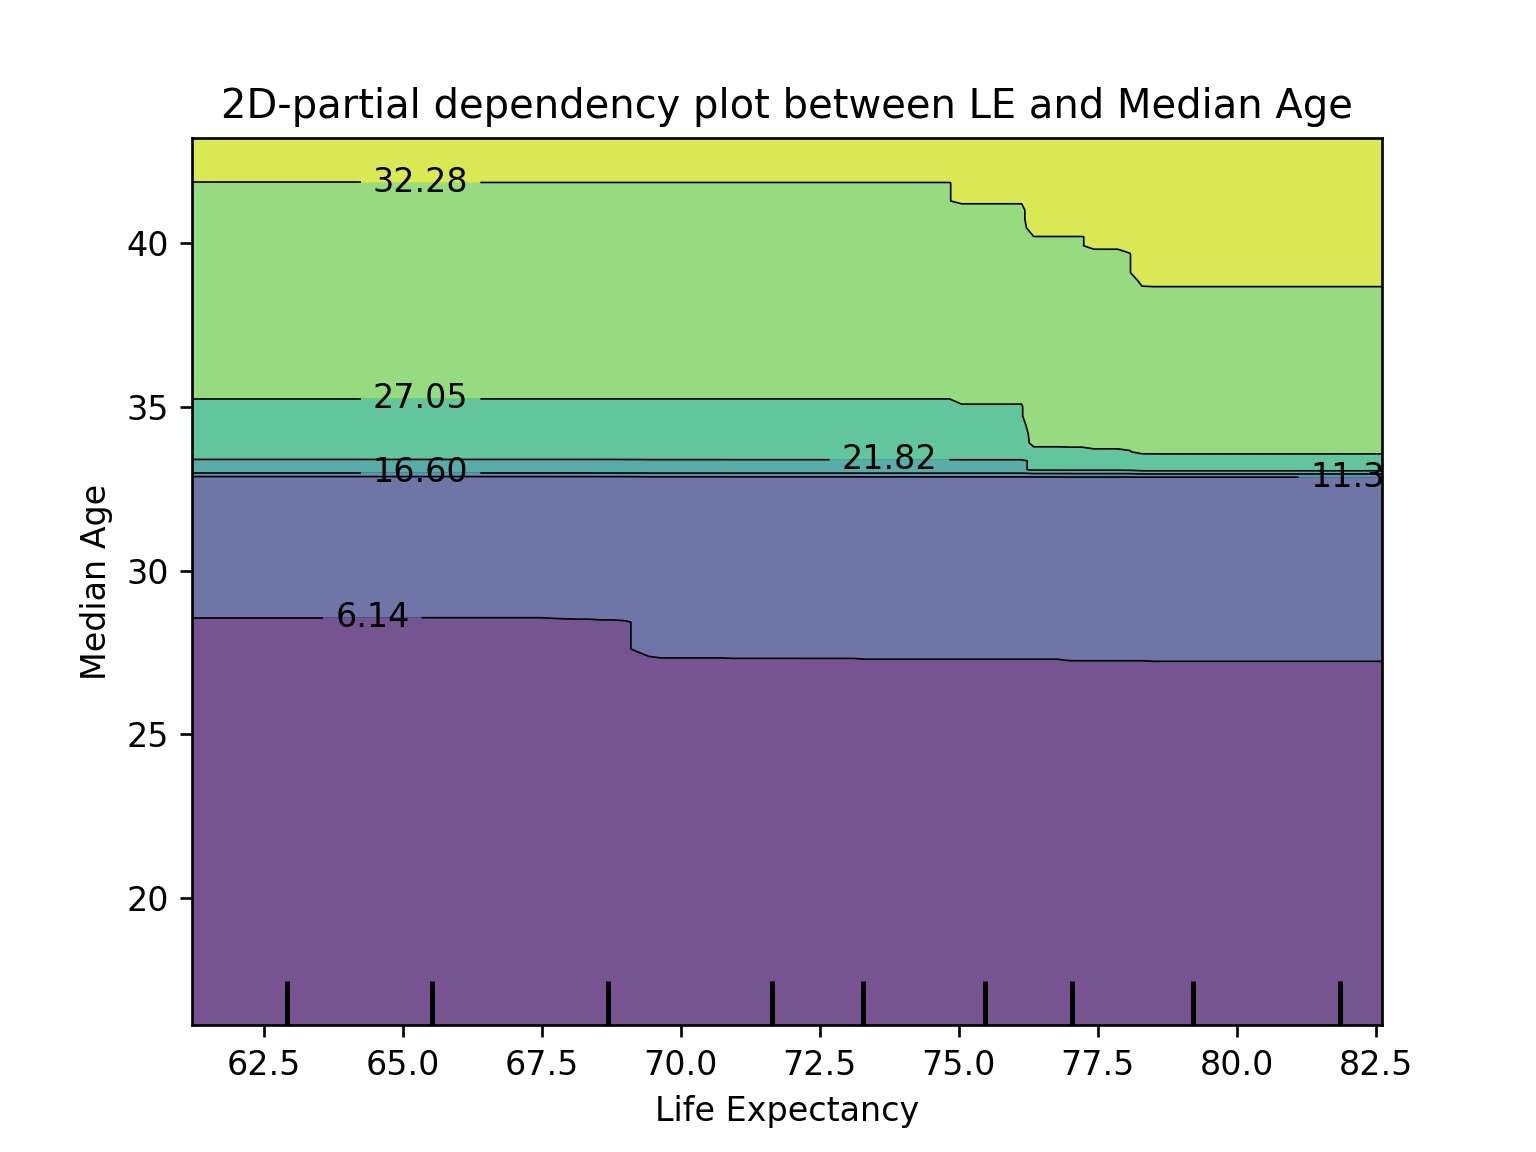 2D-partial dependency plot between LE and Median Age
32.28
40
27.05
35
21.82
16.60
11.3
30
6.14
Median Age
25
20
62.5 65.0 67.5 70.0 72.5 75.0 77.5 80.0 82.5
Life Expectancy